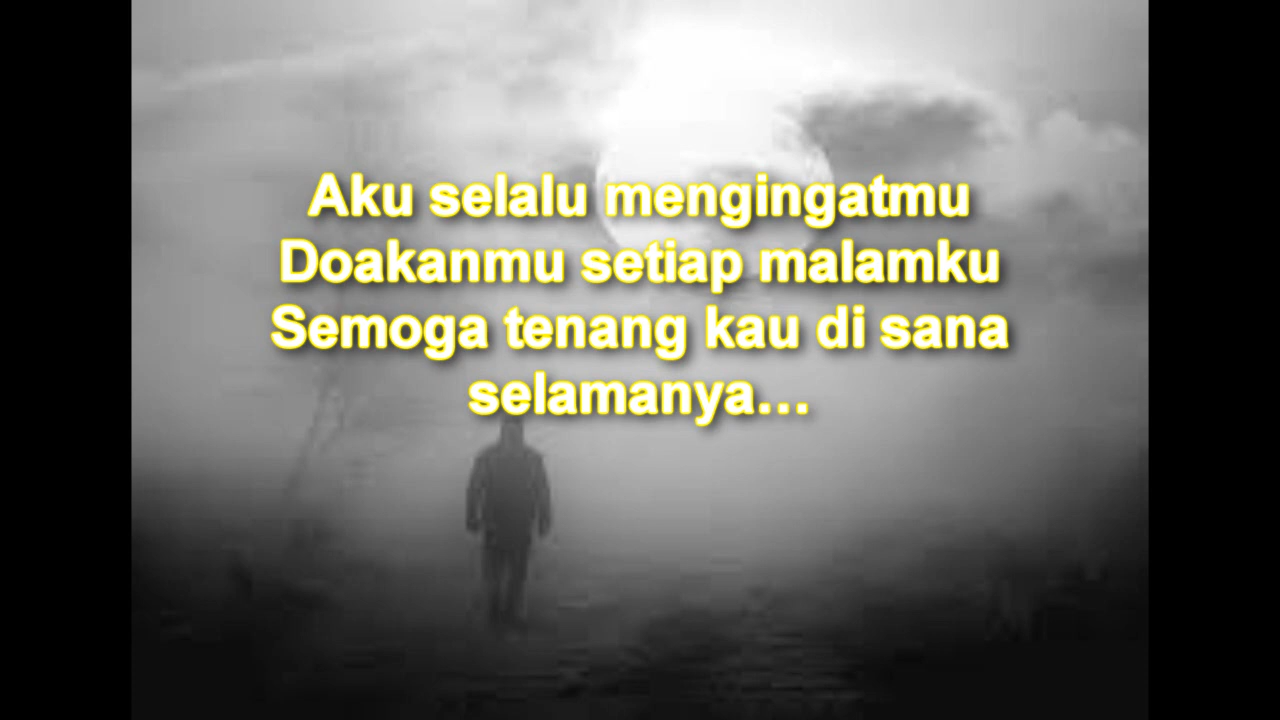 Aku selalu mengingatmu
Doakanmu setiap malamku
Semoga tenang kau di sana
selamanya...